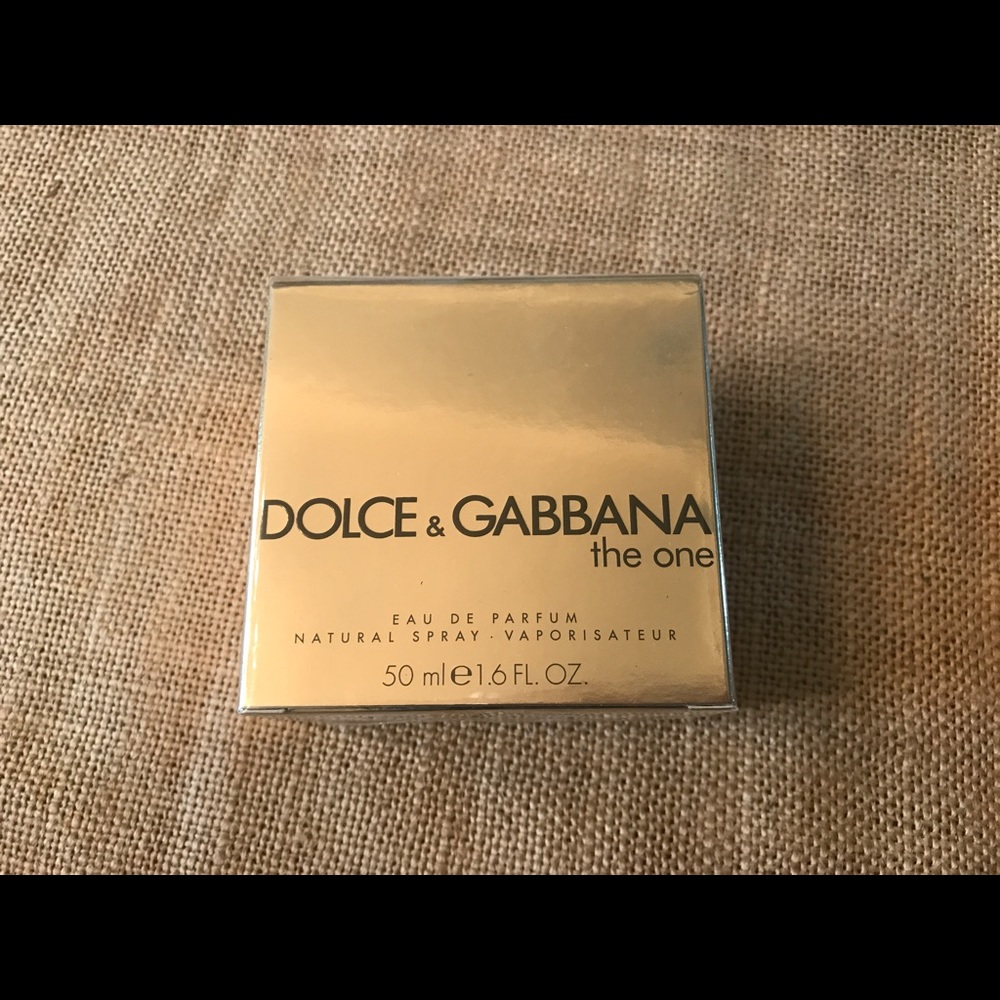 DOLCE & GABBANA
the one
EAU DE PARFUM
NATURAL SPRAY · VAPORISATEUR
50 ml e 1.6 FL. OZ.